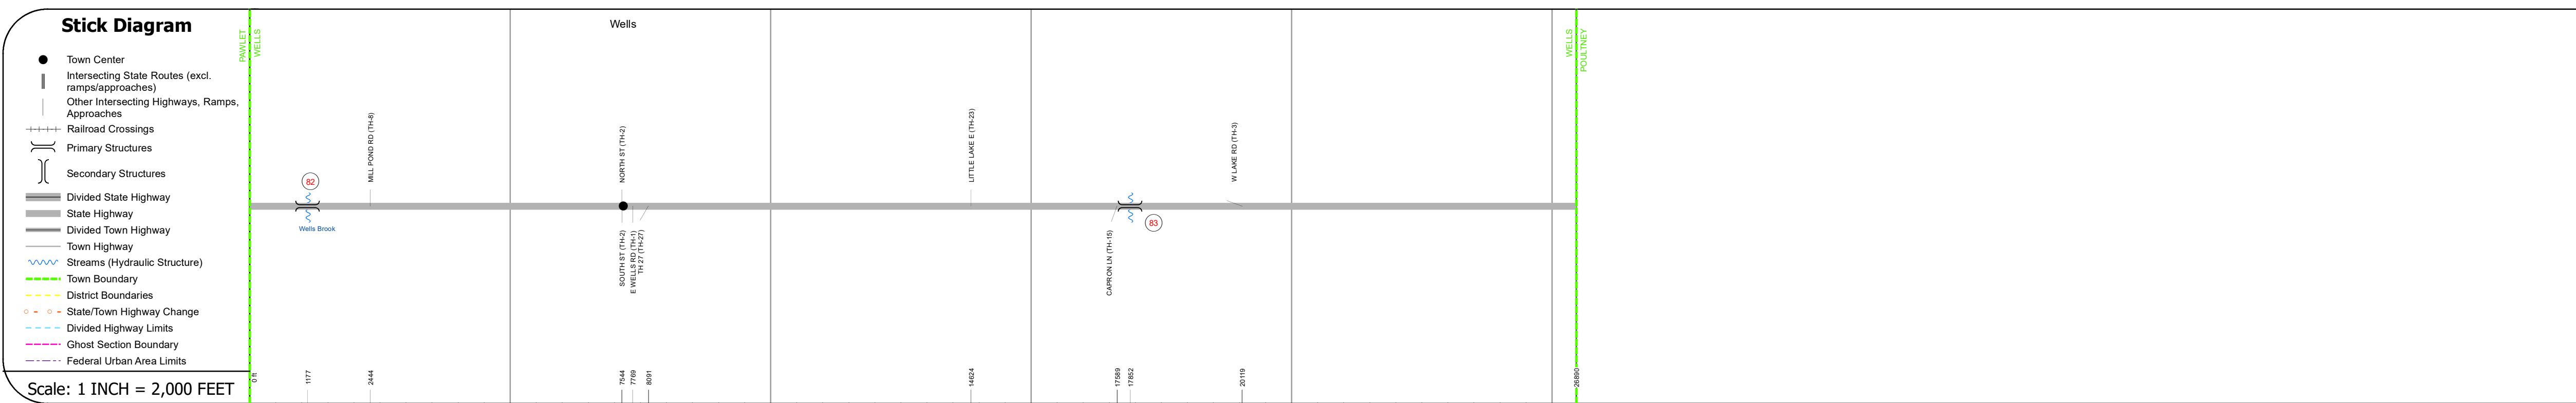 Stick Diagram
Town Center
Intersecting State Routes (excl.
ramps/approaches)
Other Intersecting Highways, Ramps,
Approaches
Railroad Crossings
Primary Structures
Secondary Structures
Divided State Highway
State Highway
Divided Town Highway
Town Highway
Streams (Hydraulic Structure)
Town Boundary
District Boundaries
State/Town Highway Change
Divided Highway Limits
Ghost Section Boundary
Federal Urban Area Limits
Scale: 1 INCH = 2,000 FEET
Wells
PAWLET
WELLS
WELLS
POULTNEY
MILL POND RD (TH-8)
NORTH ST (TH-2)
LITTLE LAKE E (TH-23)
W LAKE RD (TH-3)
82
83
Wells Brook
SOUTH ST (TH-2)
E WELLS RD (TH-1)
TH 27 (TH-27)
CAPRON LN (TH-15)
0 ft
1177
2444
7544
7769
8091
14624
17589
17852
20119
26890